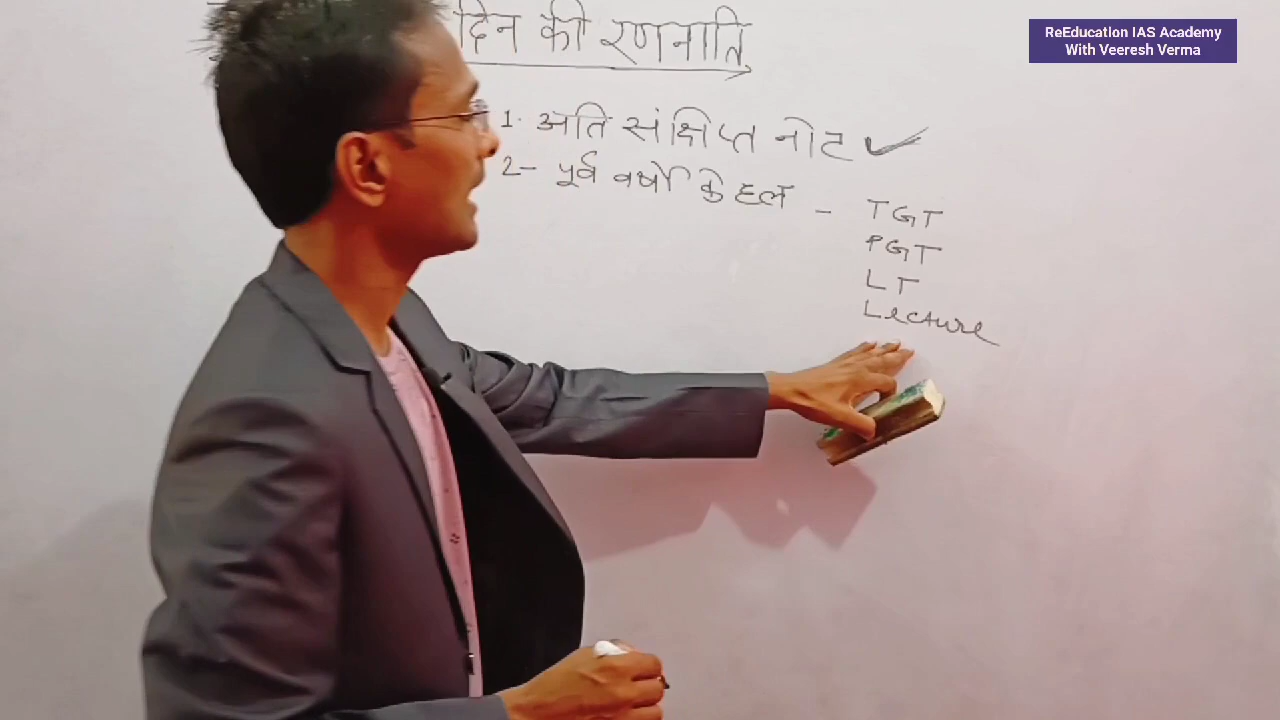 दिन की रणनीति
1. अति संक्षिप्त नोट ✓
2- पूर्व वर्षो के हल - TGT
PGT
LT
Lecture
ReEducation IAS Academy
With Veeresh Verma